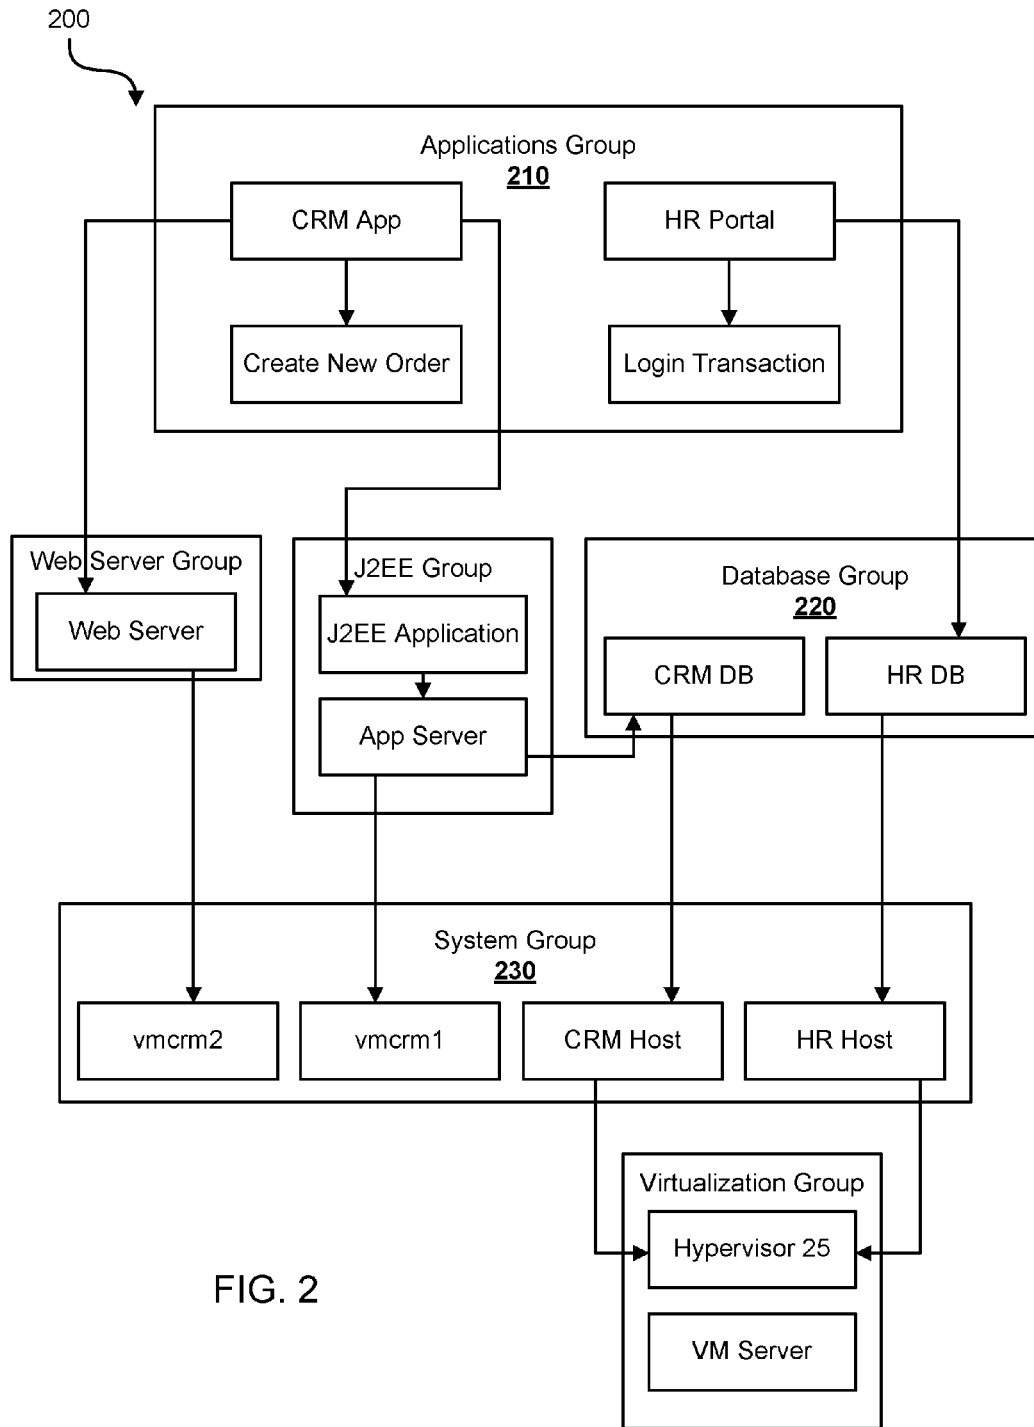 200
Applications Group
210
CRM App
HR Portal
Create New Order
Login Transaction
Web Server Group
Web Server
J2EE Group
J2EE Application
App Server
Database Group
220
CRM DB
HR DB
System Group
230
vmcrm2
vmcrm1
CRM Host
HR Host
Virtualization Group
Hypervisor 25
VM Server
FIG. 2